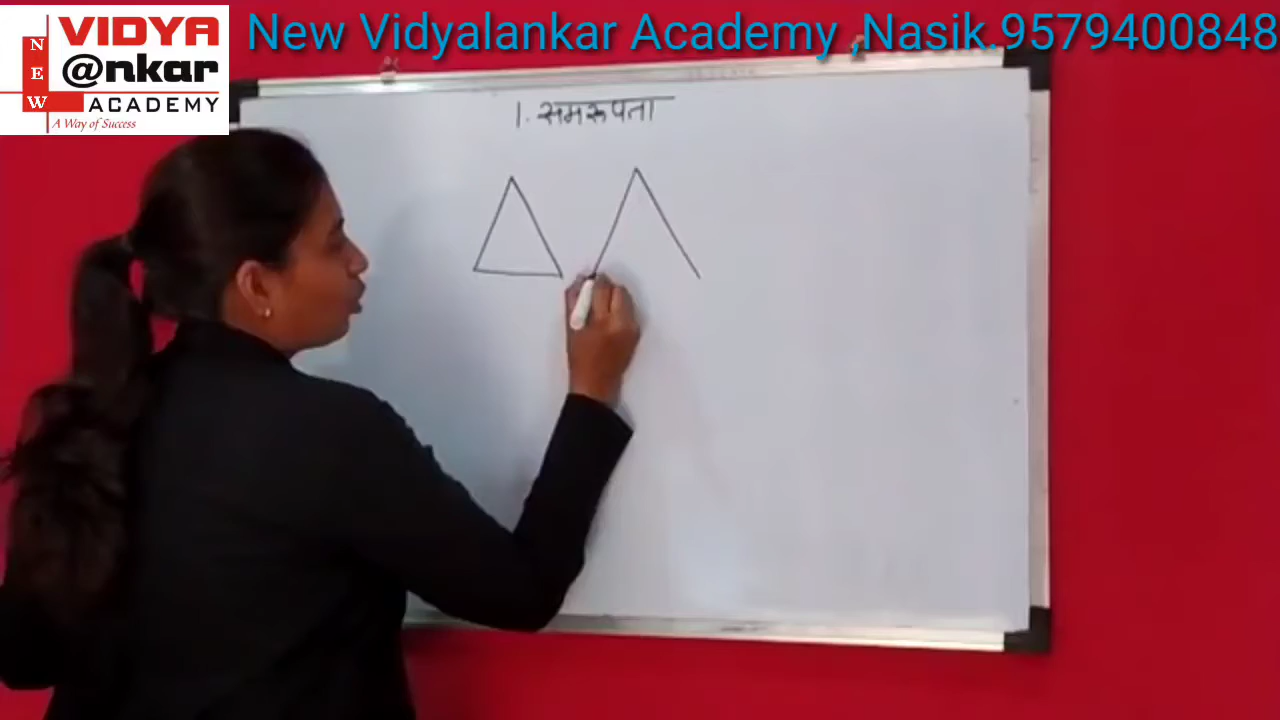 New Vidyalankar Academy ,Nasik.9579400848
NEW
VIDYA
@nkar
ACADEMY
A Way of Success
1. समरूपता